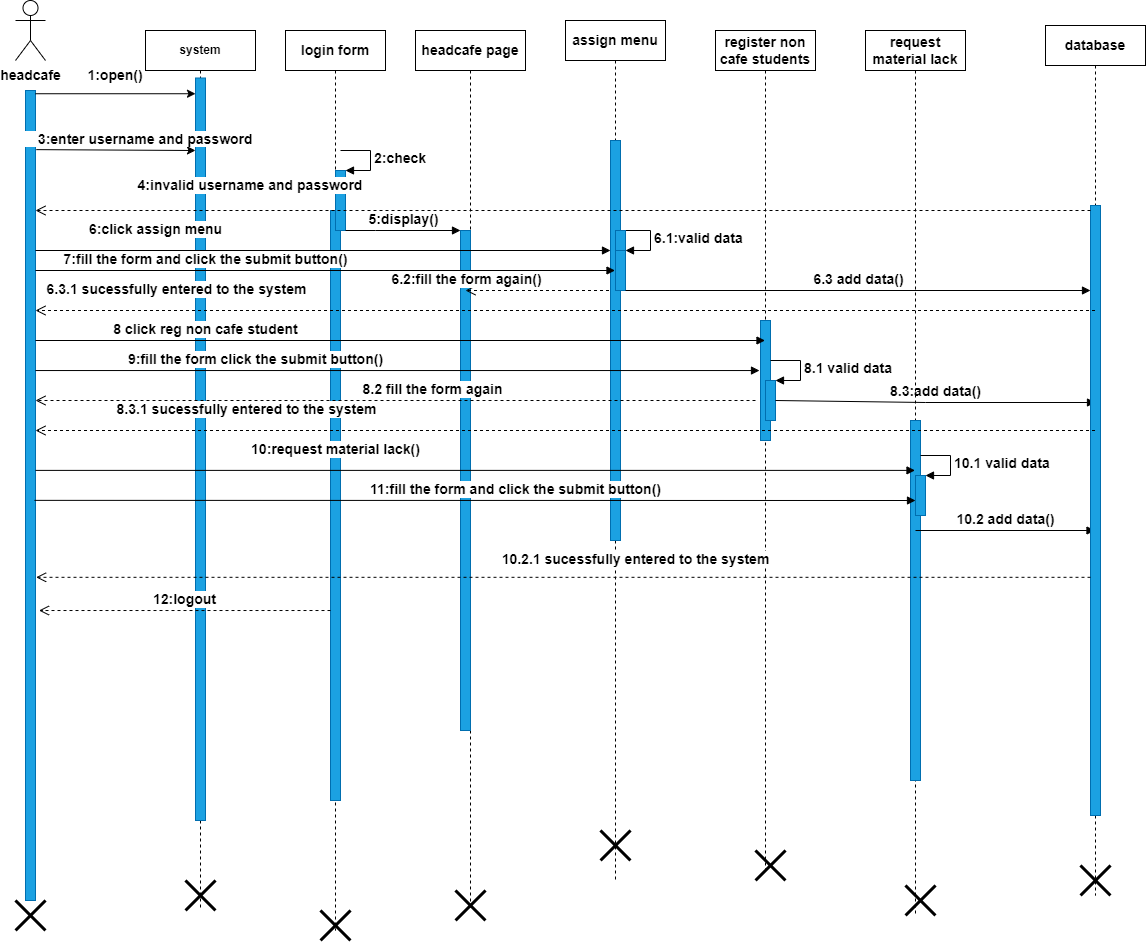 headcafe
system
login form
headcafe page
assign menu
register non
cafe students
request
material lack
database
1:open()
3:enter username and password
2:check
4:invalid username and password
5:display()
6:click assign menu
6.1:valid data
7:fill the form and click the submit button()
6.2:fill the form again()
6.3 add data()
6.3.1 sucessfully entered to the system
8 click reg non cafe student
9:fill the form click the submit button()
8.1 valid data
8.2 fill the form again
8.3:add data()
8.3.1 sucessfully entered to the system
10:request material lack()
10.1 valid data
11:fill the form and click the submit button()
10.2 add data()
10.2.1 sucessfully entered to the system
12:logout